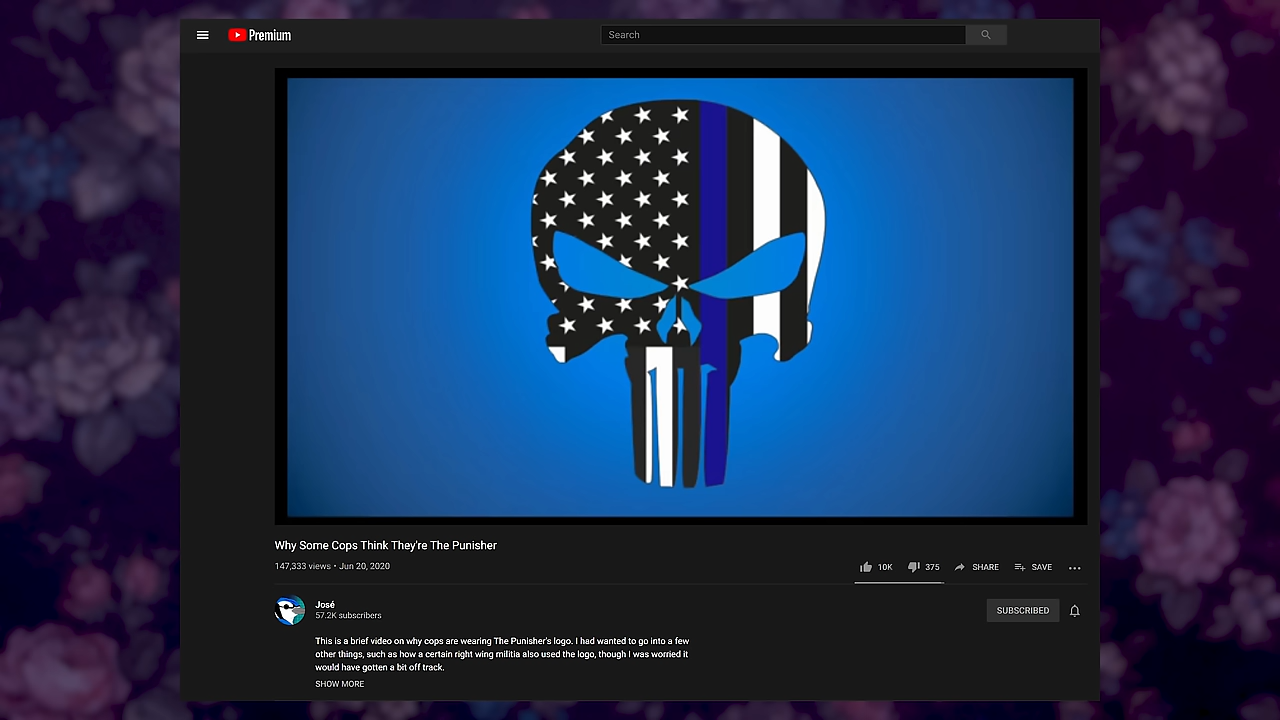 Premium
Search
Why Some Cops Think They're The Punisher
147,333 views • Jun 20, 2020
10K 375 SHARE SAVE
José
57.2K subscribers
SUBSCRIBED
This is a brief video on why cops are wearing The Punisher's logo. I had wanted to go into a few
other things, such as how a certain right wing militia also used the logo, though I was worried it
would have gotten a bit off track.
SHOW MORE